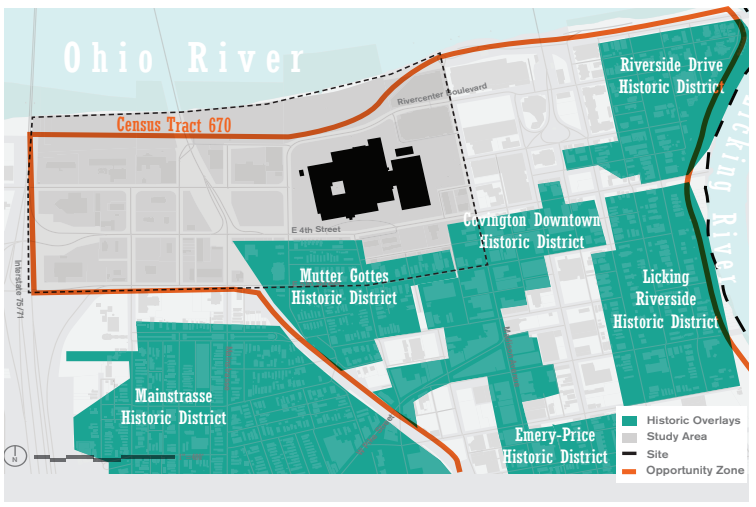 Ohio River
Riverside Drive
Historic District
Licking River
Rivercenter Boulevard
Census Tract 670
E 4th Street
Covington Downtown
Historic District
Mutter Gottes
Historic District
Licking
Riverside
Historic District
Interstate 75/71
Mainstrasse
Historic District
Emery-Price
Historic District
Historic Overlays
Study Area
Site
Opportunity Zone
N